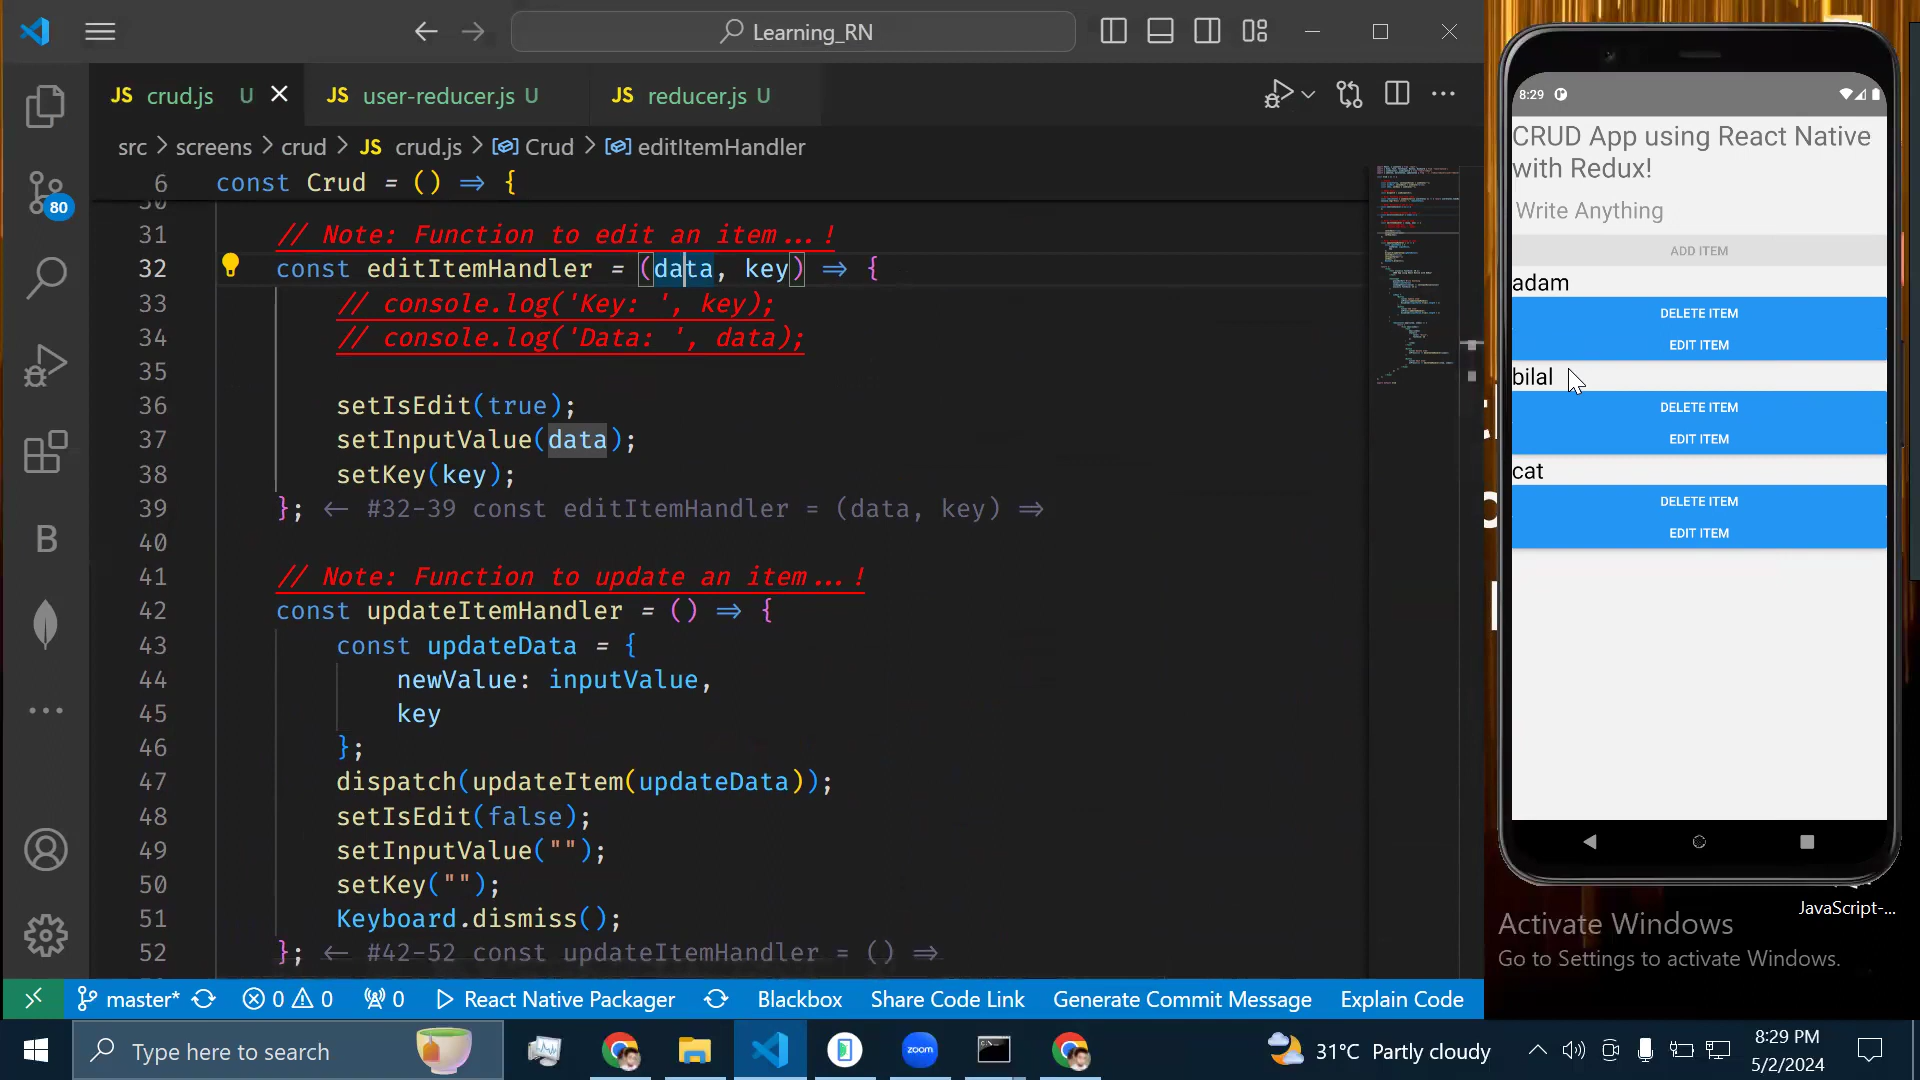 Learning_RN
JS crud.js U
JS user-reducer.js U
JS reducer.js U
src > screens > crud > JS crud.js > Crud > editItemHandler
6 const Crud = () => {
31 // Note: Function to edit an item...!
32 const editItemHandler = (data, key) => {
33 // console.log('Key: ', key);
34 // console.log('Data: ', data);
35
36 setIsEdit(true);
37 setInputValue(data);
38 setKey(key);
39 }; <- #32-39 const editItemHandler = (data, key) =>
40
41 // Note: Function to update an item...!
42 const updateItemHandler = () => {
43 const updateData = {
44 newValue: inputValue,
45 key
46 };
47 dispatch(updateItem(updateData));
48 setIsEdit(false);
49 setInputValue("");
50 setKey("");
51 Keyboard.dismiss();
52 }; <- #42-52 const updateItemHandler = () =>
80
B
master* 0 0 0 React Native Packager Blackbox Share Code Link Generate Commit Message Explain Code
8:29
CRUD App using React Native
with Redux!
Write Anything
ADD ITEM
adam
DELETE ITEM
EDIT ITEM
bilal
DELETE ITEM
EDIT ITEM
cat
DELETE ITEM
EDIT ITEM
JavaScript-...
Activate Windows
Go to Settings to activate Windows.
Type here to search
zoom
31°C Partly cloudy
8:29 PM
5/2/2024